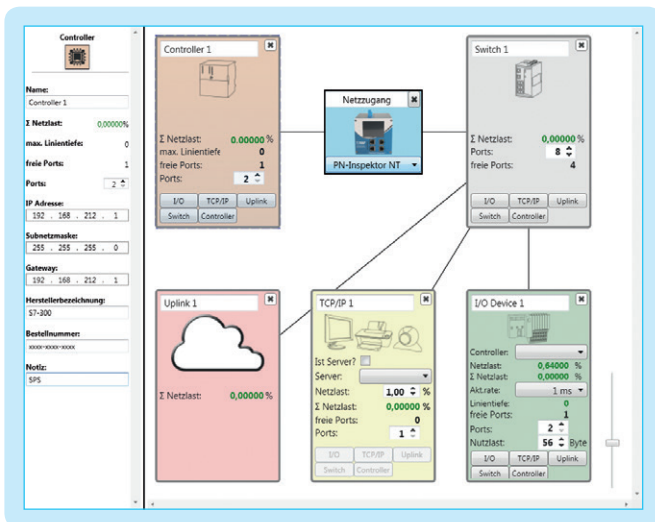 Controller
Name:
Controller 1
Σ Netzlast: 0,00000%
max. Linientiefe: 0
freie Ports: 1
Ports: 2
IP Adresse:
192 . 168 . 212 . 1
Subnetzmaske:
255 . 255 . 255 . 0
Gateway:
192 . 168 . 212 . 1
Herstellerbezeichnung:
S7-300
Bestellnummer:
xxxx-xxxx-xxxx
Notiz:
SPS
Controller 1
Σ Netzlast: 0.00000 %
max. Linientiefe 0
freie Ports: 1
Ports: 2
I/O TCP/IP Uplink
Switch Controller
Netzzugang
PN-Inspektor NT
Switch 1
Σ Netzlast: 0,00000 %
Ports: 8
freie Ports: 4
I/O TCP/IP Uplink
Switch Controller
Uplink 1
Σ Netzlast: 0,00000 %
TCP/IP 1
Ist Server?
Server:
Netzlast: 1,00 %
Σ Netzlast: 0,00000 %
freie Ports: 0
Ports: 1
I/O TCP/IP Uplink
Switch Controller
I/O Device 1
Controller:
Netzlast: 0,64000 %
Σ Netzlast: 0,00000 %
Akt.rate: 1 ms
Linientiefe: 0
freie Ports: 1
Ports: 2
Nutzlast: 56 Byte
I/O TCP/IP Uplink
Switch Controller